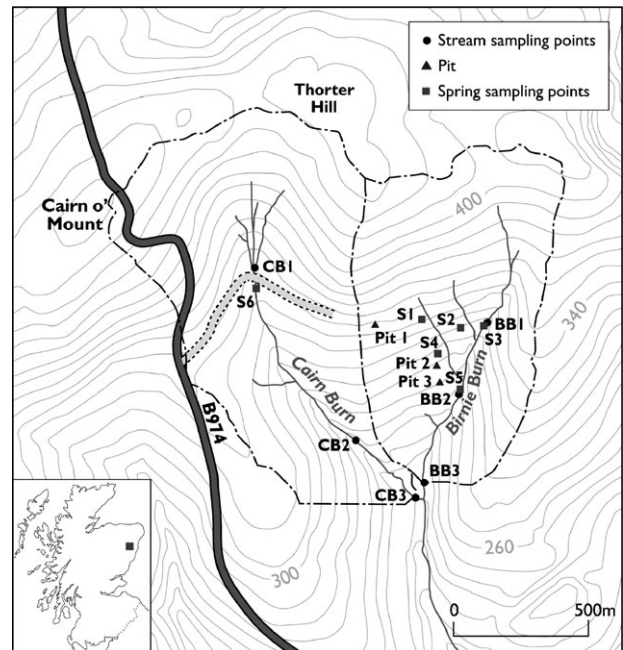 Stream sampling points
Pit
Spring sampling points
Thorter
Hill
Cairn o'
Mount
400
CB1
S6
340
S1
S2
BB1
S3
Pit 1
S4
Pit 2
Pit 3
S5
BB2
Birnie Burn
Cairn Burn
B974
CB2
BB3
CB3
260
300
0
500m